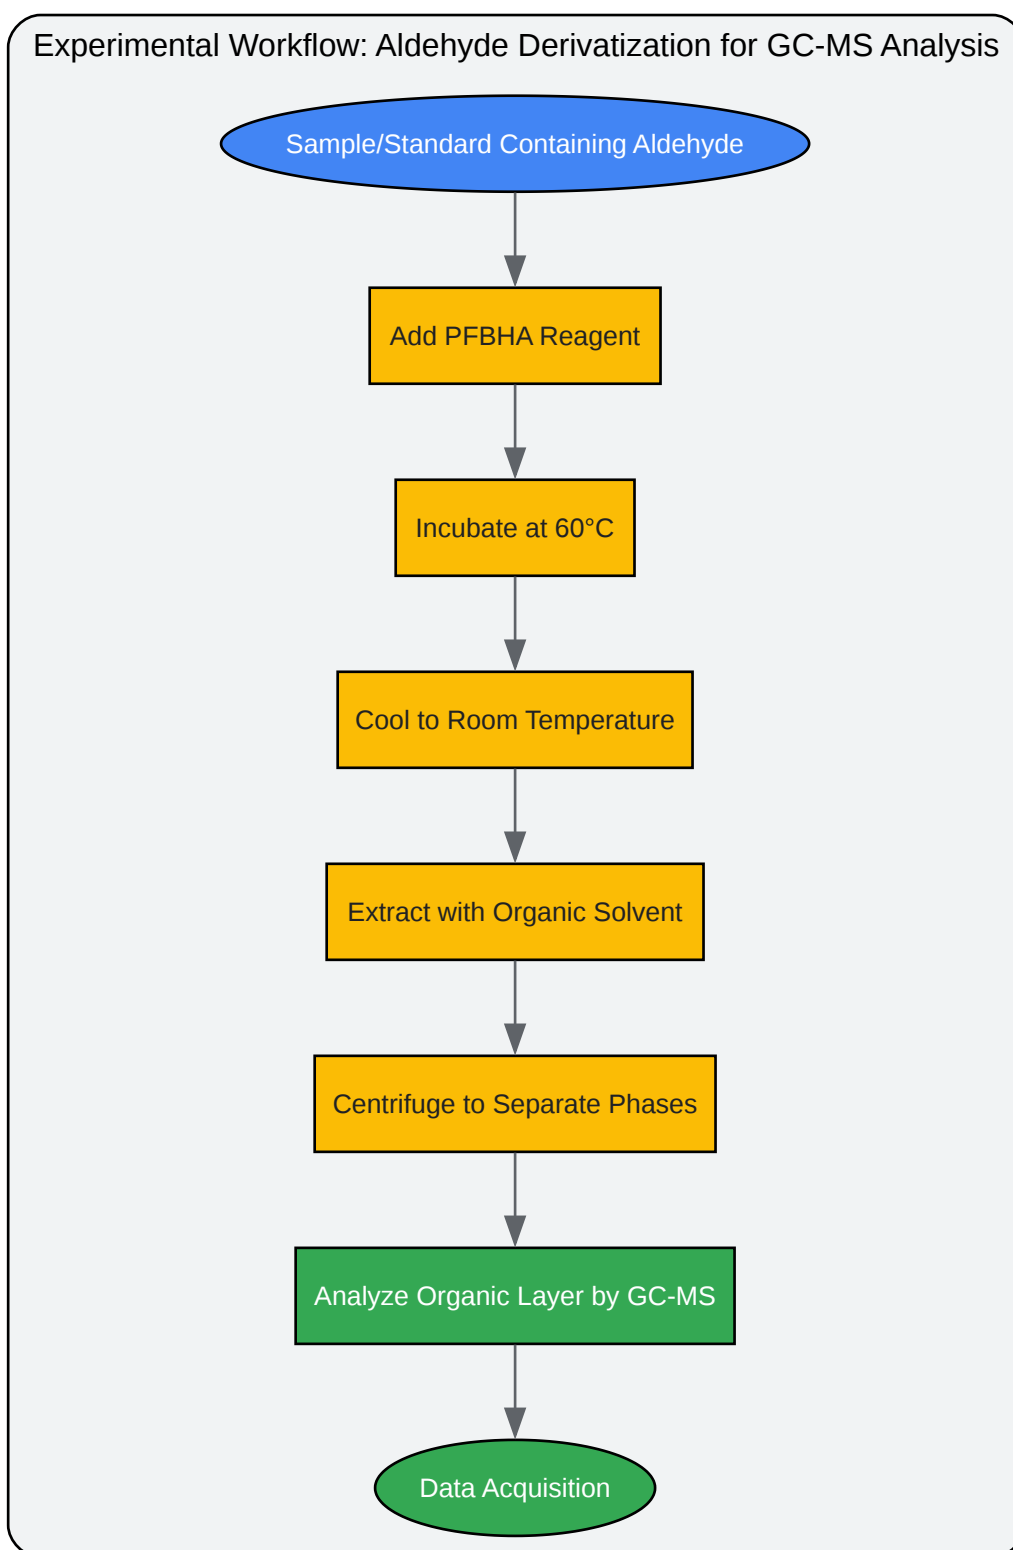 Experimental Workflow: Aldehyde Derivatization for GC-MS Analysis
Sample/Standard Containing Aldehyde
Add PFBHA Reagent
Incubate at 60°C
Cool to Room Temperature
Extract with Organic Solvent
Centrifuge to Separate Phases
Analyze Organic Layer by GC-MS
Data Acquisition